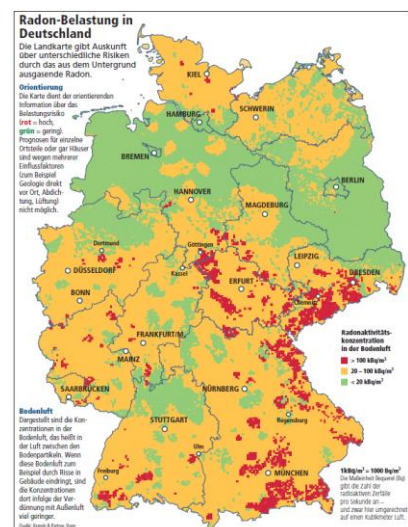 Radon-Belastung in
Deutschland
Die Landkarte gibt Auskunft
über unterschiedliche Risiken
durch das aus dem Untergrund
ausgasende Radon.
Orientierung
Die Karte dient der orientierenden
Information über das
Belastungsrisiko
(rot = hoch,
grün = gering).
Prognosen für einzelne
Ortsteile oder gar Häuser
sind wegen mehrerer
Einflussfaktoren
(zum Beispiel
Geologie direkt
vor Ort, Abdich-
tung, Lüftung)
nicht möglich.
KIEL
SCHWERIN
HAMBURG
BREMEN
BERLIN
HANNOVER
MAGDEBURG
Dortmund
Göttingen
LEIPZIG
DÜSSELDORF
Kassel
ERFURT
DRESDEN
Chemnitz
BONN
FRANKFURT/M.
MAINZ
SAARBRÜCKEN
NÜRNBERG
Regensburg
STUTTGART
Ulm
Freiburg
MÜNCHEN
Radonaktivitäts-
konzentration
in der Bodenluft
> 100 kBq/m³
20 – 100 kBq/m³
< 20 kBq/m³
Bodenluft
Dargestellt sind die Kon-
zentrationen in der
Bodenluft, das heißt in
der Luft zwischen den
Bodenpartikeln. Wenn
diese Bodenluft zum
Beispiel durch Risse in
Gebäude eindringt, sind
die Konzentrationen
dort infolge der Ver-
dünnung mit Außenluft
viel geringer.
1kBq/m³ = 1000 Bq/m³
Die Maßeinheit Bequerel (Bq)
gibt die Zahl der
radioaktiven Zerfälle
pro Sekunde an –
und zwar hier umgerechnet
auf einen Kubikmeter Luft.